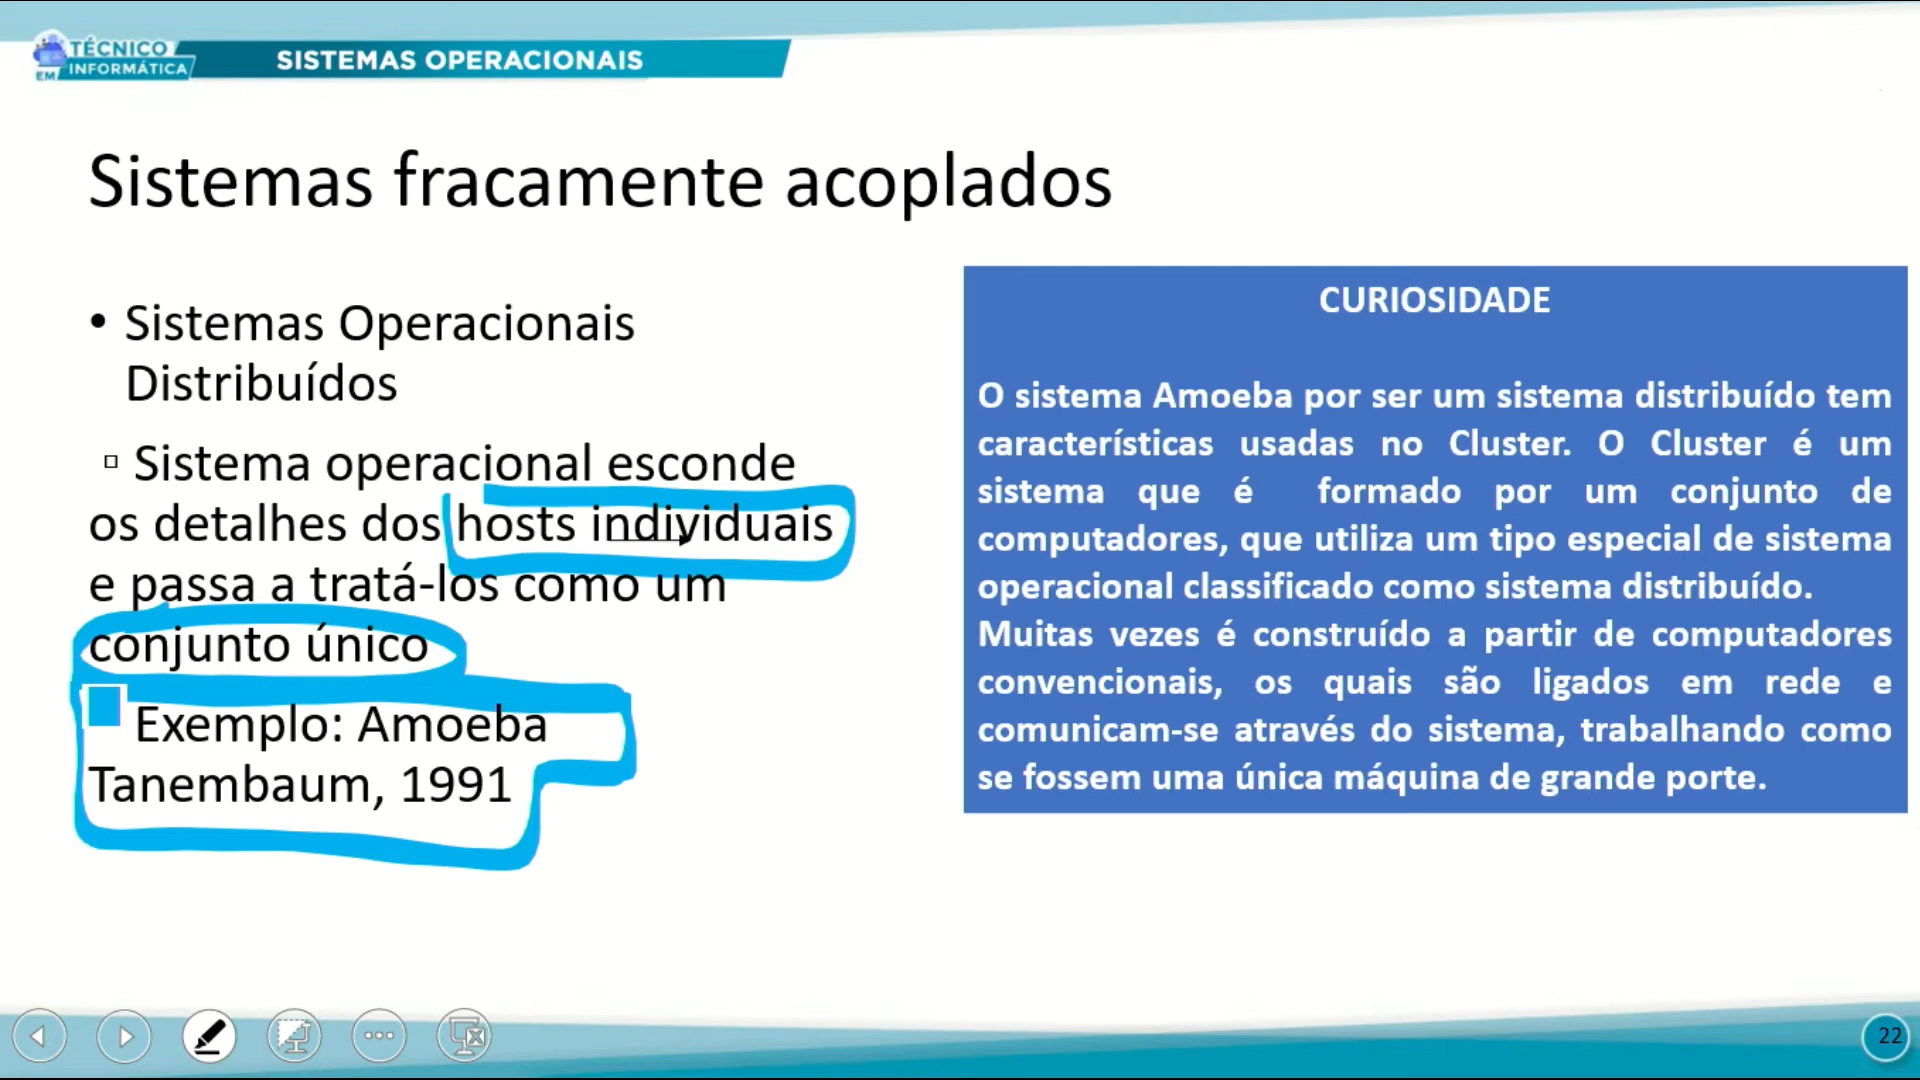 TÉCNICO
EM INFORMÁTICA
SISTEMAS OPERACIONAIS
Sistemas fracamente acoplados
• Sistemas Operacionais
Distribuídos
▫ Sistema operacional esconde
os detalhes dos hosts individuais
e passa a tratá-los como um
conjunto único
Exemplo: Amoeba
Tanembaum, 1991
CURIOSIDADE
O sistema Amoeba por ser um sistema distribuído tem
características usadas no Cluster. O Cluster é um
sistema que é formado por um conjunto de
computadores, que utiliza um tipo especial de sistema
operacional classificado como sistema distribuído.
Muitas vezes é construído a partir de computadores
convencionais, os quais são ligados em rede e
comunicam-se através do sistema, trabalhando como
se fossem uma única máquina de grande porte.
22